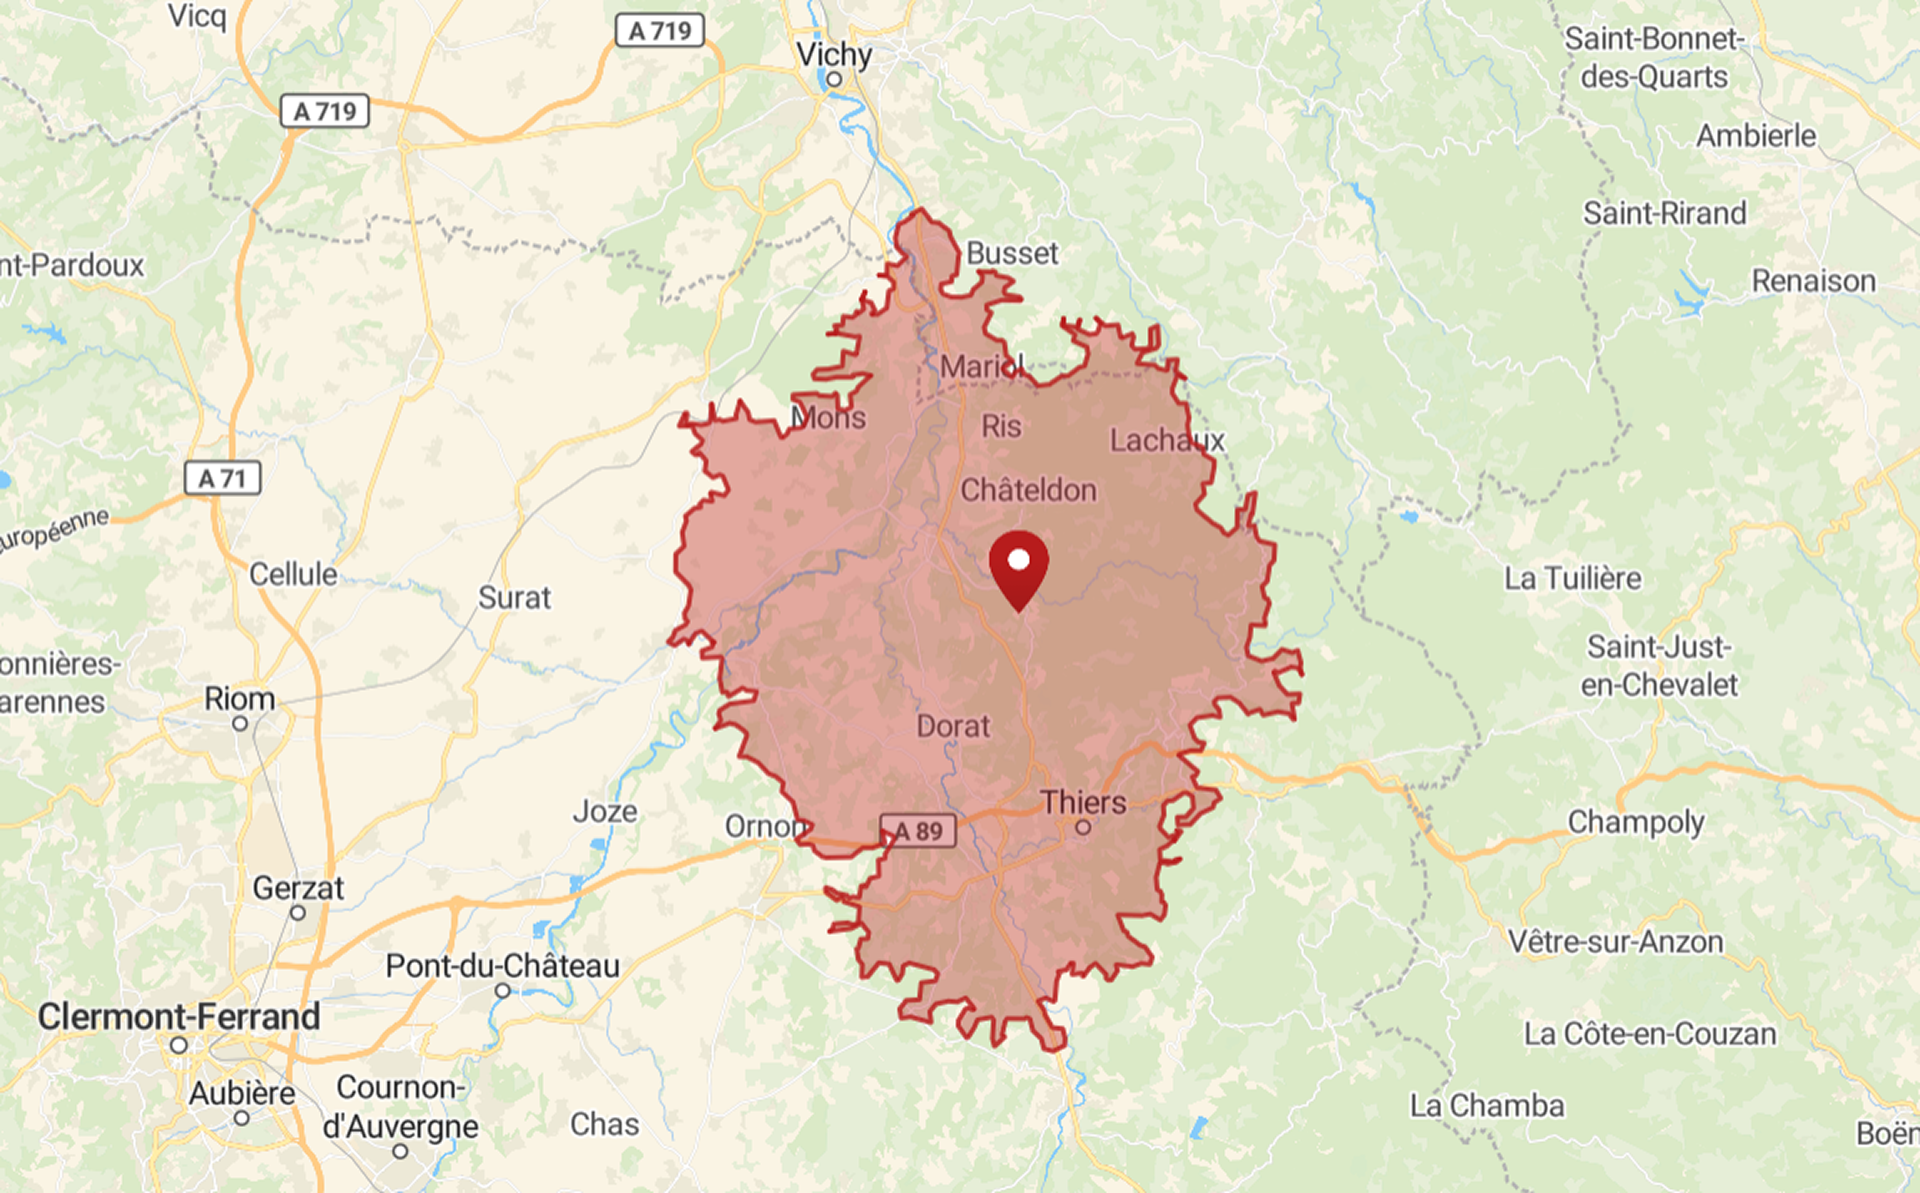 Vicq
A 719
Vichy
Saint-Bonnet-
des-Quarts
A 719
Ambierle
Saint-Rirand
nt-Pardoux
Busset
Renaison
Mariol
Mons
Ris
Lachaux
A 71
Châteldon
uropéenne
Cellule
Surat
La Tuilière
onnières-
arennes
Saint-Just-
en-Chevalet
Riom
Dorat
Joze
Ornon
A 89
Thiers
Champoly
Gerzat
Vêtre-sur-Anzon
Pont-du-Château
Clermont-Ferrand
La Côte-en-Couzan
Aubière
Cournon-
d'Auvergne
Chas
La Chamba
Boën